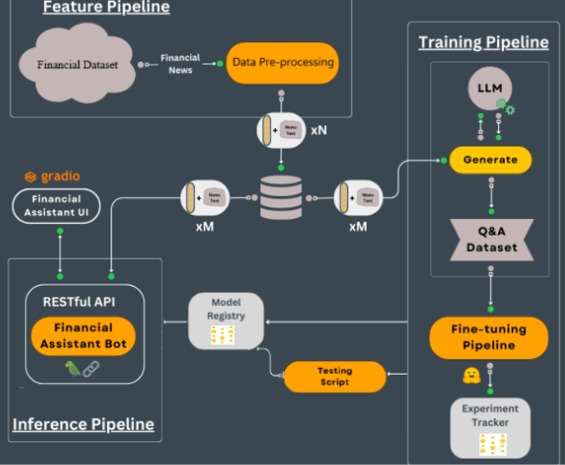 Feature Pipeline
Financial Dataset
Financial
News
Data Pre-processing
Training Pipeline
LLM
+
News
Text
xN
Generate
gradio
Financial
Assistant UI
+
News
Text
xM
+
News
Text
xM
Q&A
Dataset
RESTful API
Financial
Assistant Bot
Model
Registry
Testing
Script
Fine-tuning
Pipeline
Experiment
Tracker
Inference Pipeline